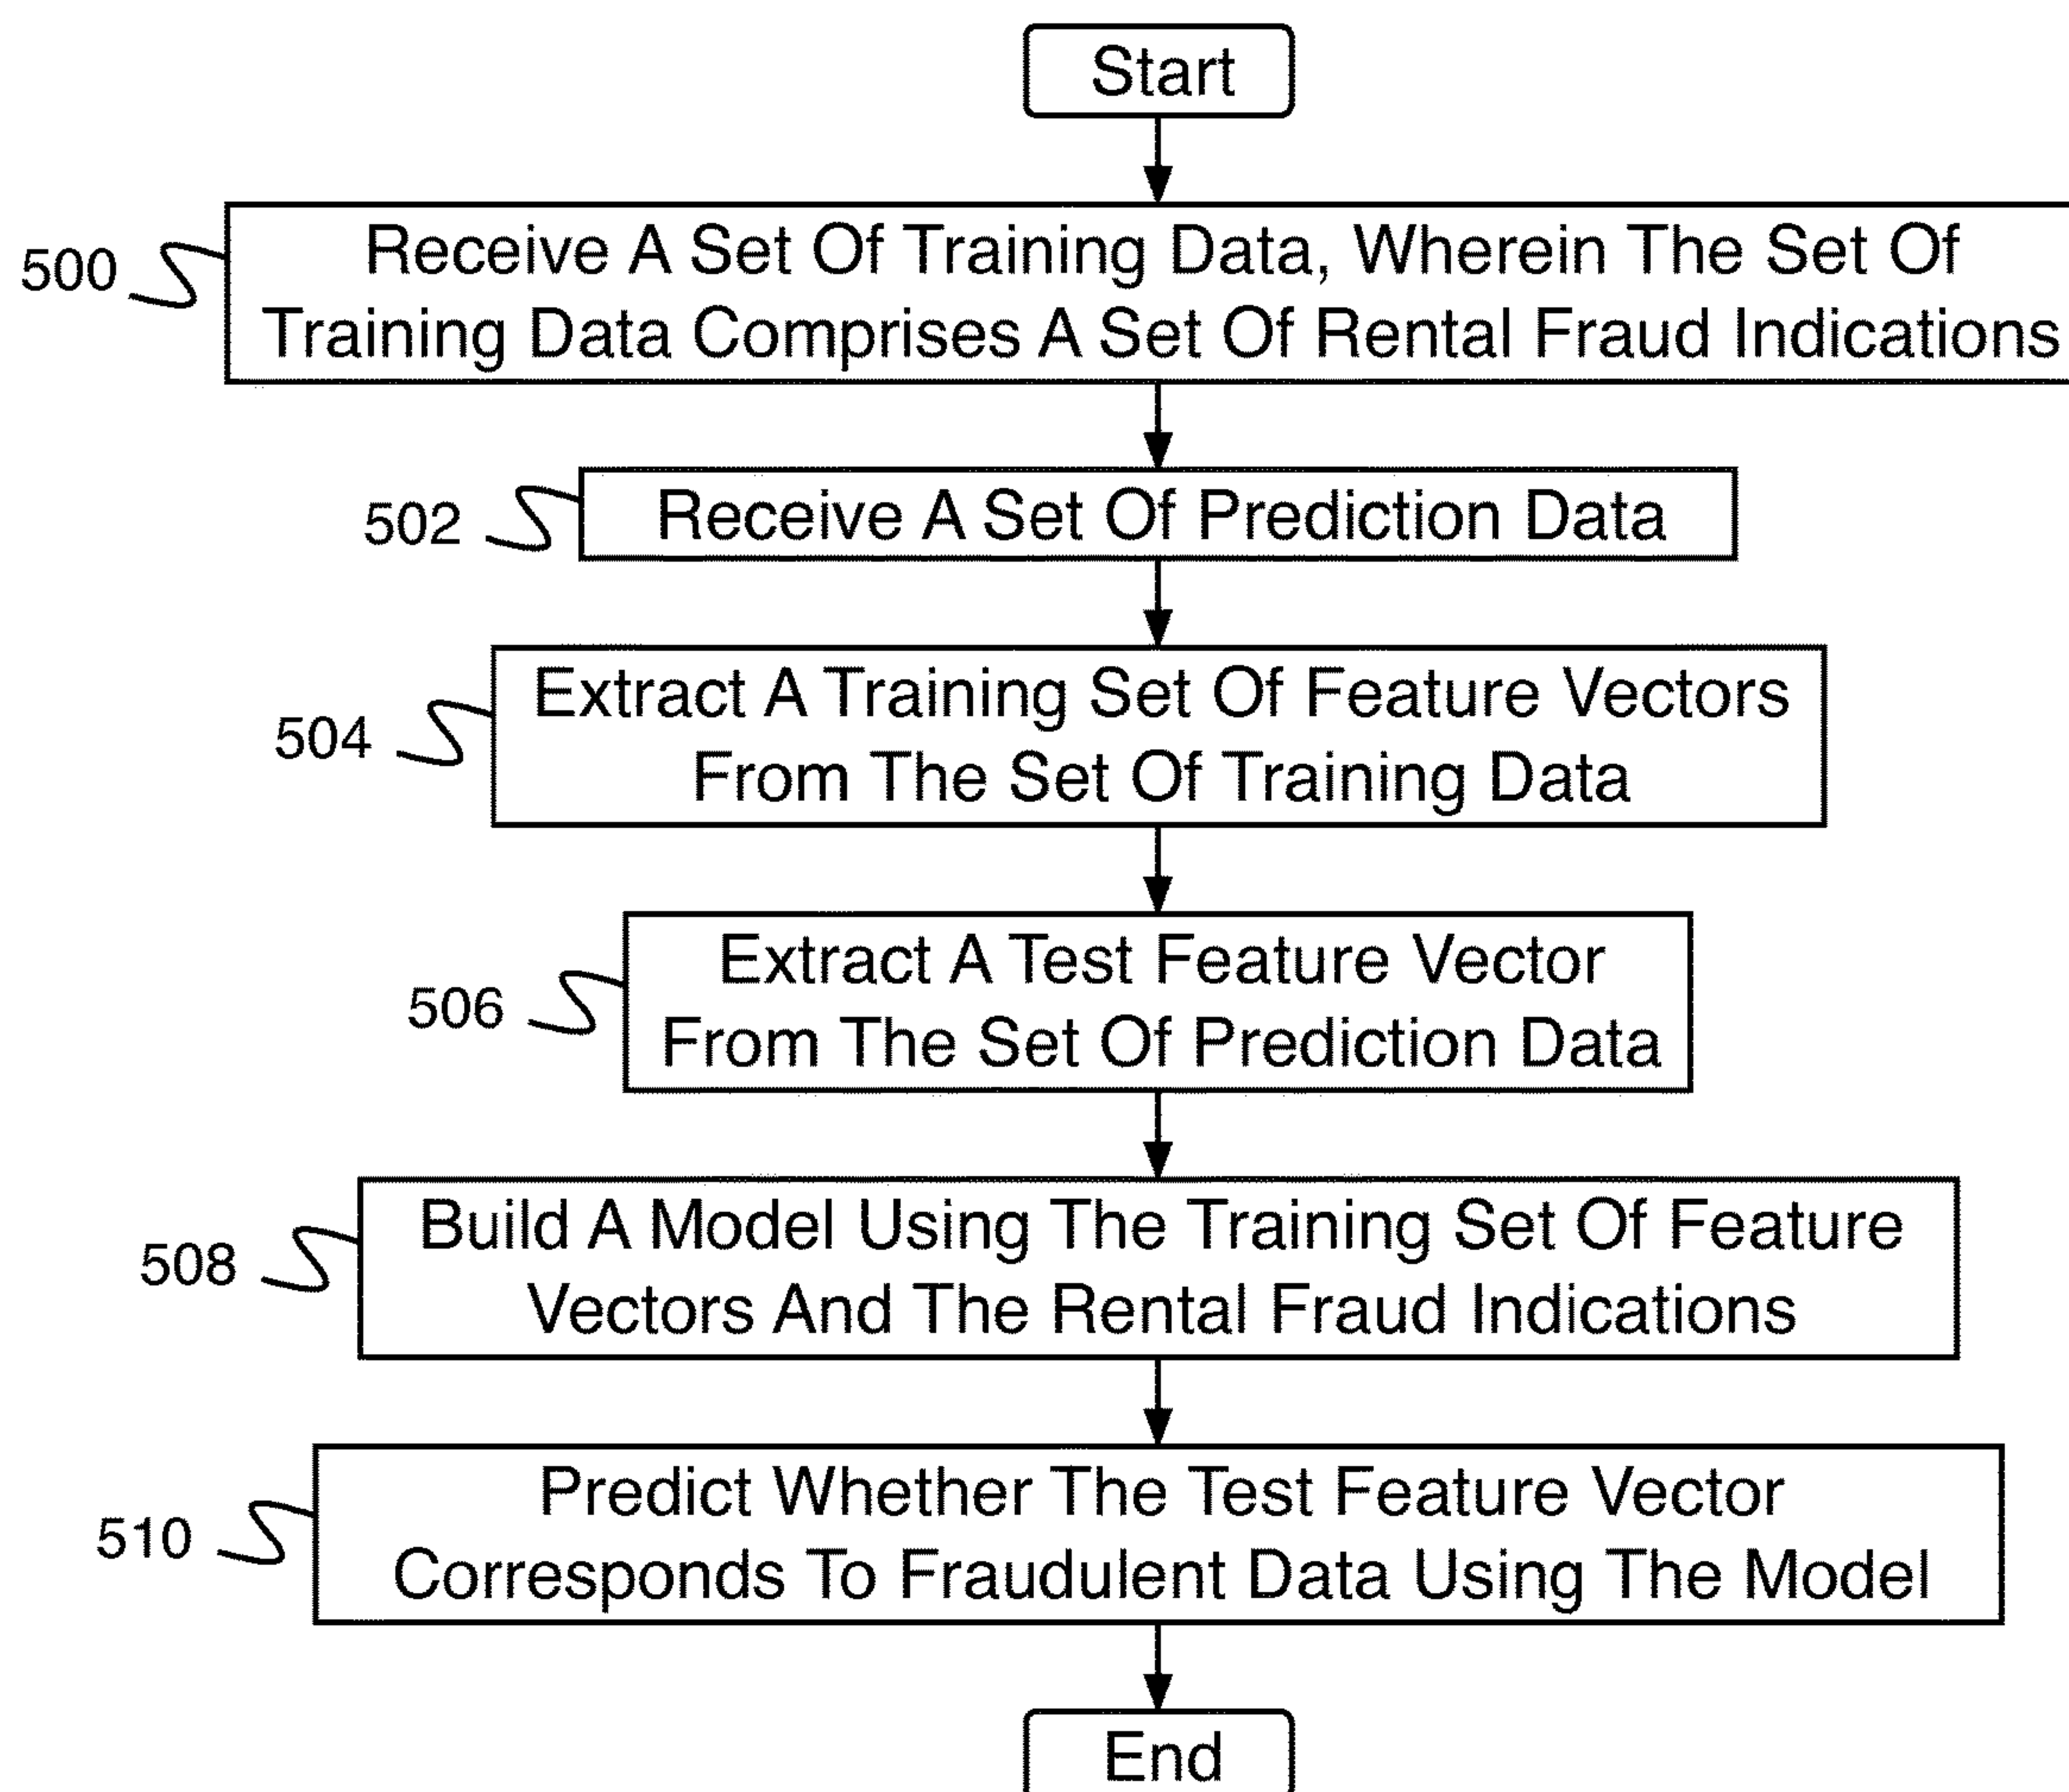 Start
500
Receive A Set Of Training Data, Wherein The Set Of
Training Data Comprises A Set Of Rental Fraud Indications
502
Receive A Set Of Prediction Data
504
Extract A Training Set Of Feature Vectors
From The Set Of Training Data
506
Extract A Test Feature Vector
From The Set Of Prediction Data
508
Build A Model Using The Training Set Of Feature
Vectors And The Rental Fraud Indications
510
Predict Whether The Test Feature Vector
Corresponds To Fraudulent Data Using The Model
End